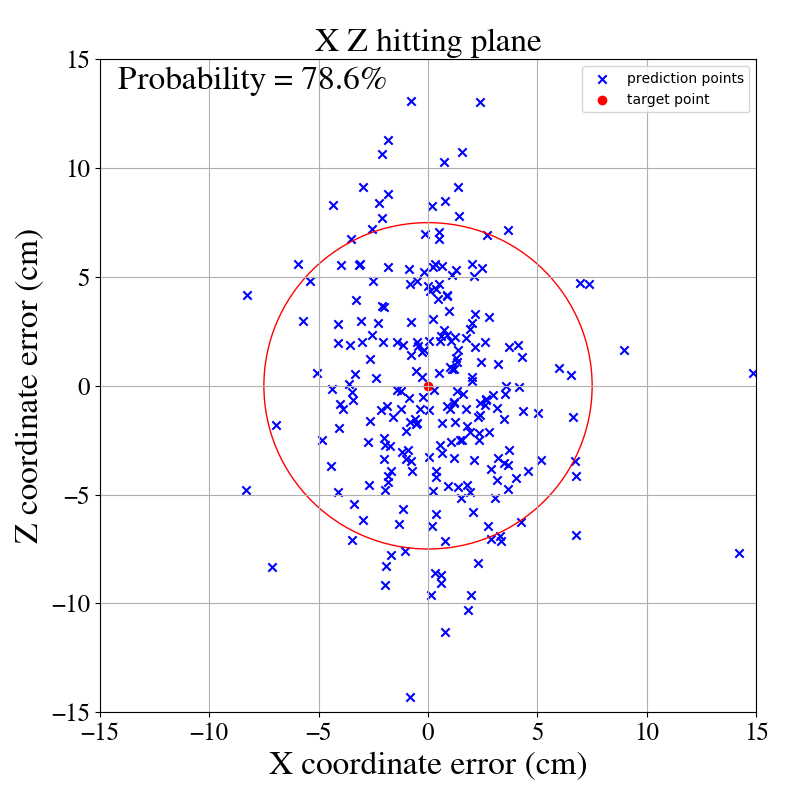 X Z hitting plane
Probability = 78.6%
prediction points
target point
15
10
5
0
−5
−10
−15
Z coordinate error (cm)
−15 −10 −5 0 5 10 15
X coordinate error (cm)